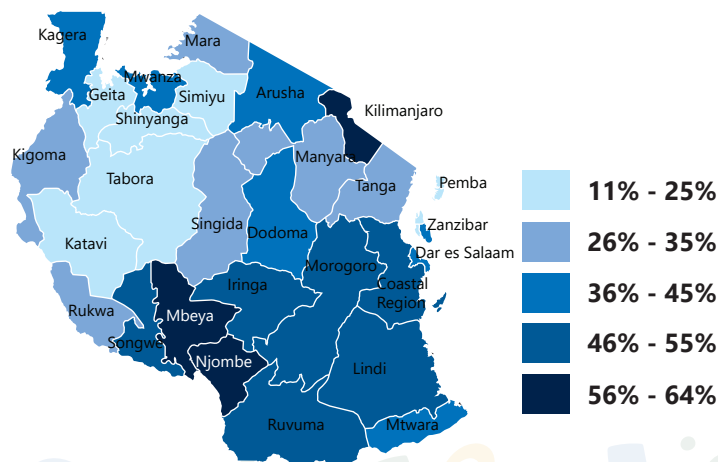 Kagera
Mara
Mwanza
Geita
Simiyu
Arusha
Kilimanjaro
Shinyanga
Kigoma
Manyara
Tabora
Tanga
Pemba
Singida
Zanzibar
Katavi
Dodoma
Dar es Salaam
Morogoro
Iringa
Coastal
Region
Rukwa
Mbeya
Songwe
Njombe
Lindi
Ruvuma
Mtwara
11% - 25%
26% - 35%
36% - 45%
46% - 55%
56% - 64%